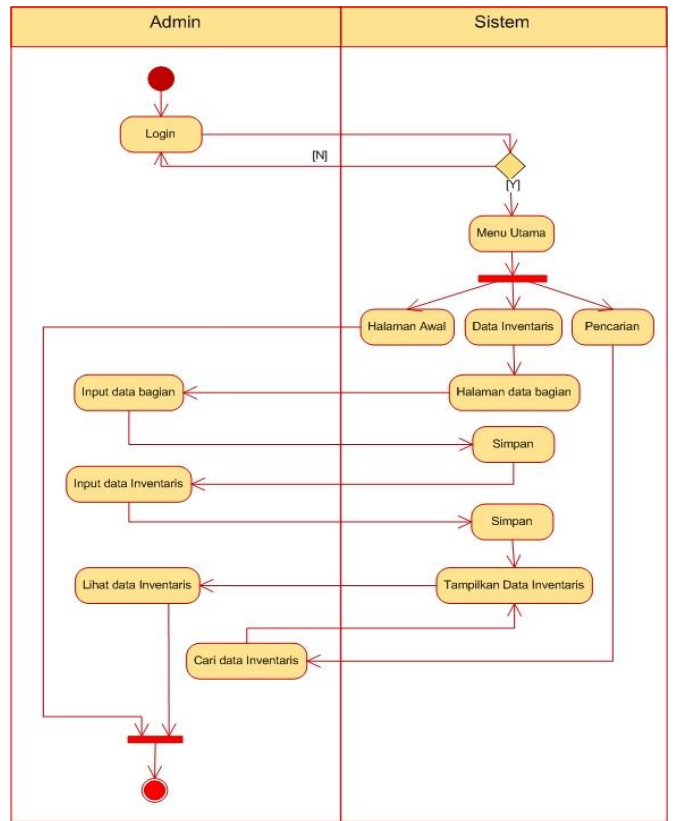 Admin
Sistem
Login
[N]
[Y]
Menu Utama
Halaman Awal
Data Inventaris
Pencarian
Input data bagian
Halaman data bagian
Simpan
Input data Inventaris
Simpan
Lihat data Inventaris
Tampilkan Data Inventaris
Cari data Inventaris